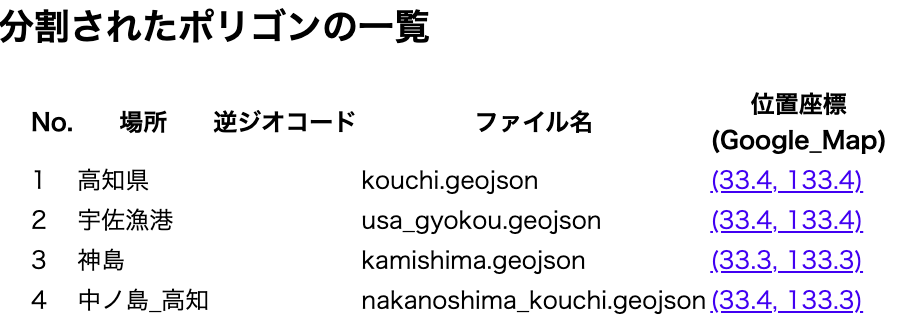 分割されたポリゴンの一覧
No. 場所 逆ジオコード ファイル名 位置座標
(Google_Map)
1 高知県 kouchi.geojson (33.4, 133.4)
2 宇佐漁港 usa_gyokou.geojson (33.4, 133.4)
3 神島 kamishima.geojson (33.3, 133.3)
4 中ノ島_高知 nakanoshima_kouchi.geojson (33.4, 133.3)